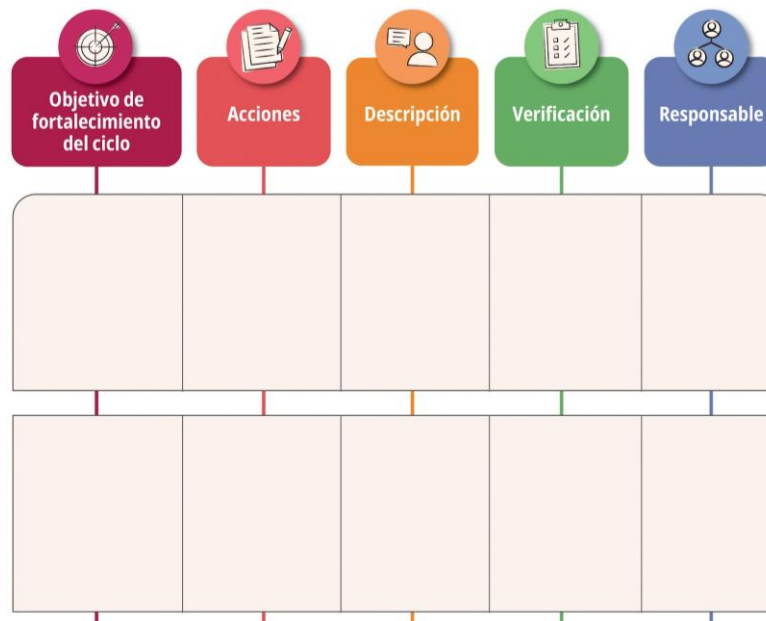 Objetivo de
fortalecimiento
del ciclo
Acciones
Descripción
Verificación
Responsable